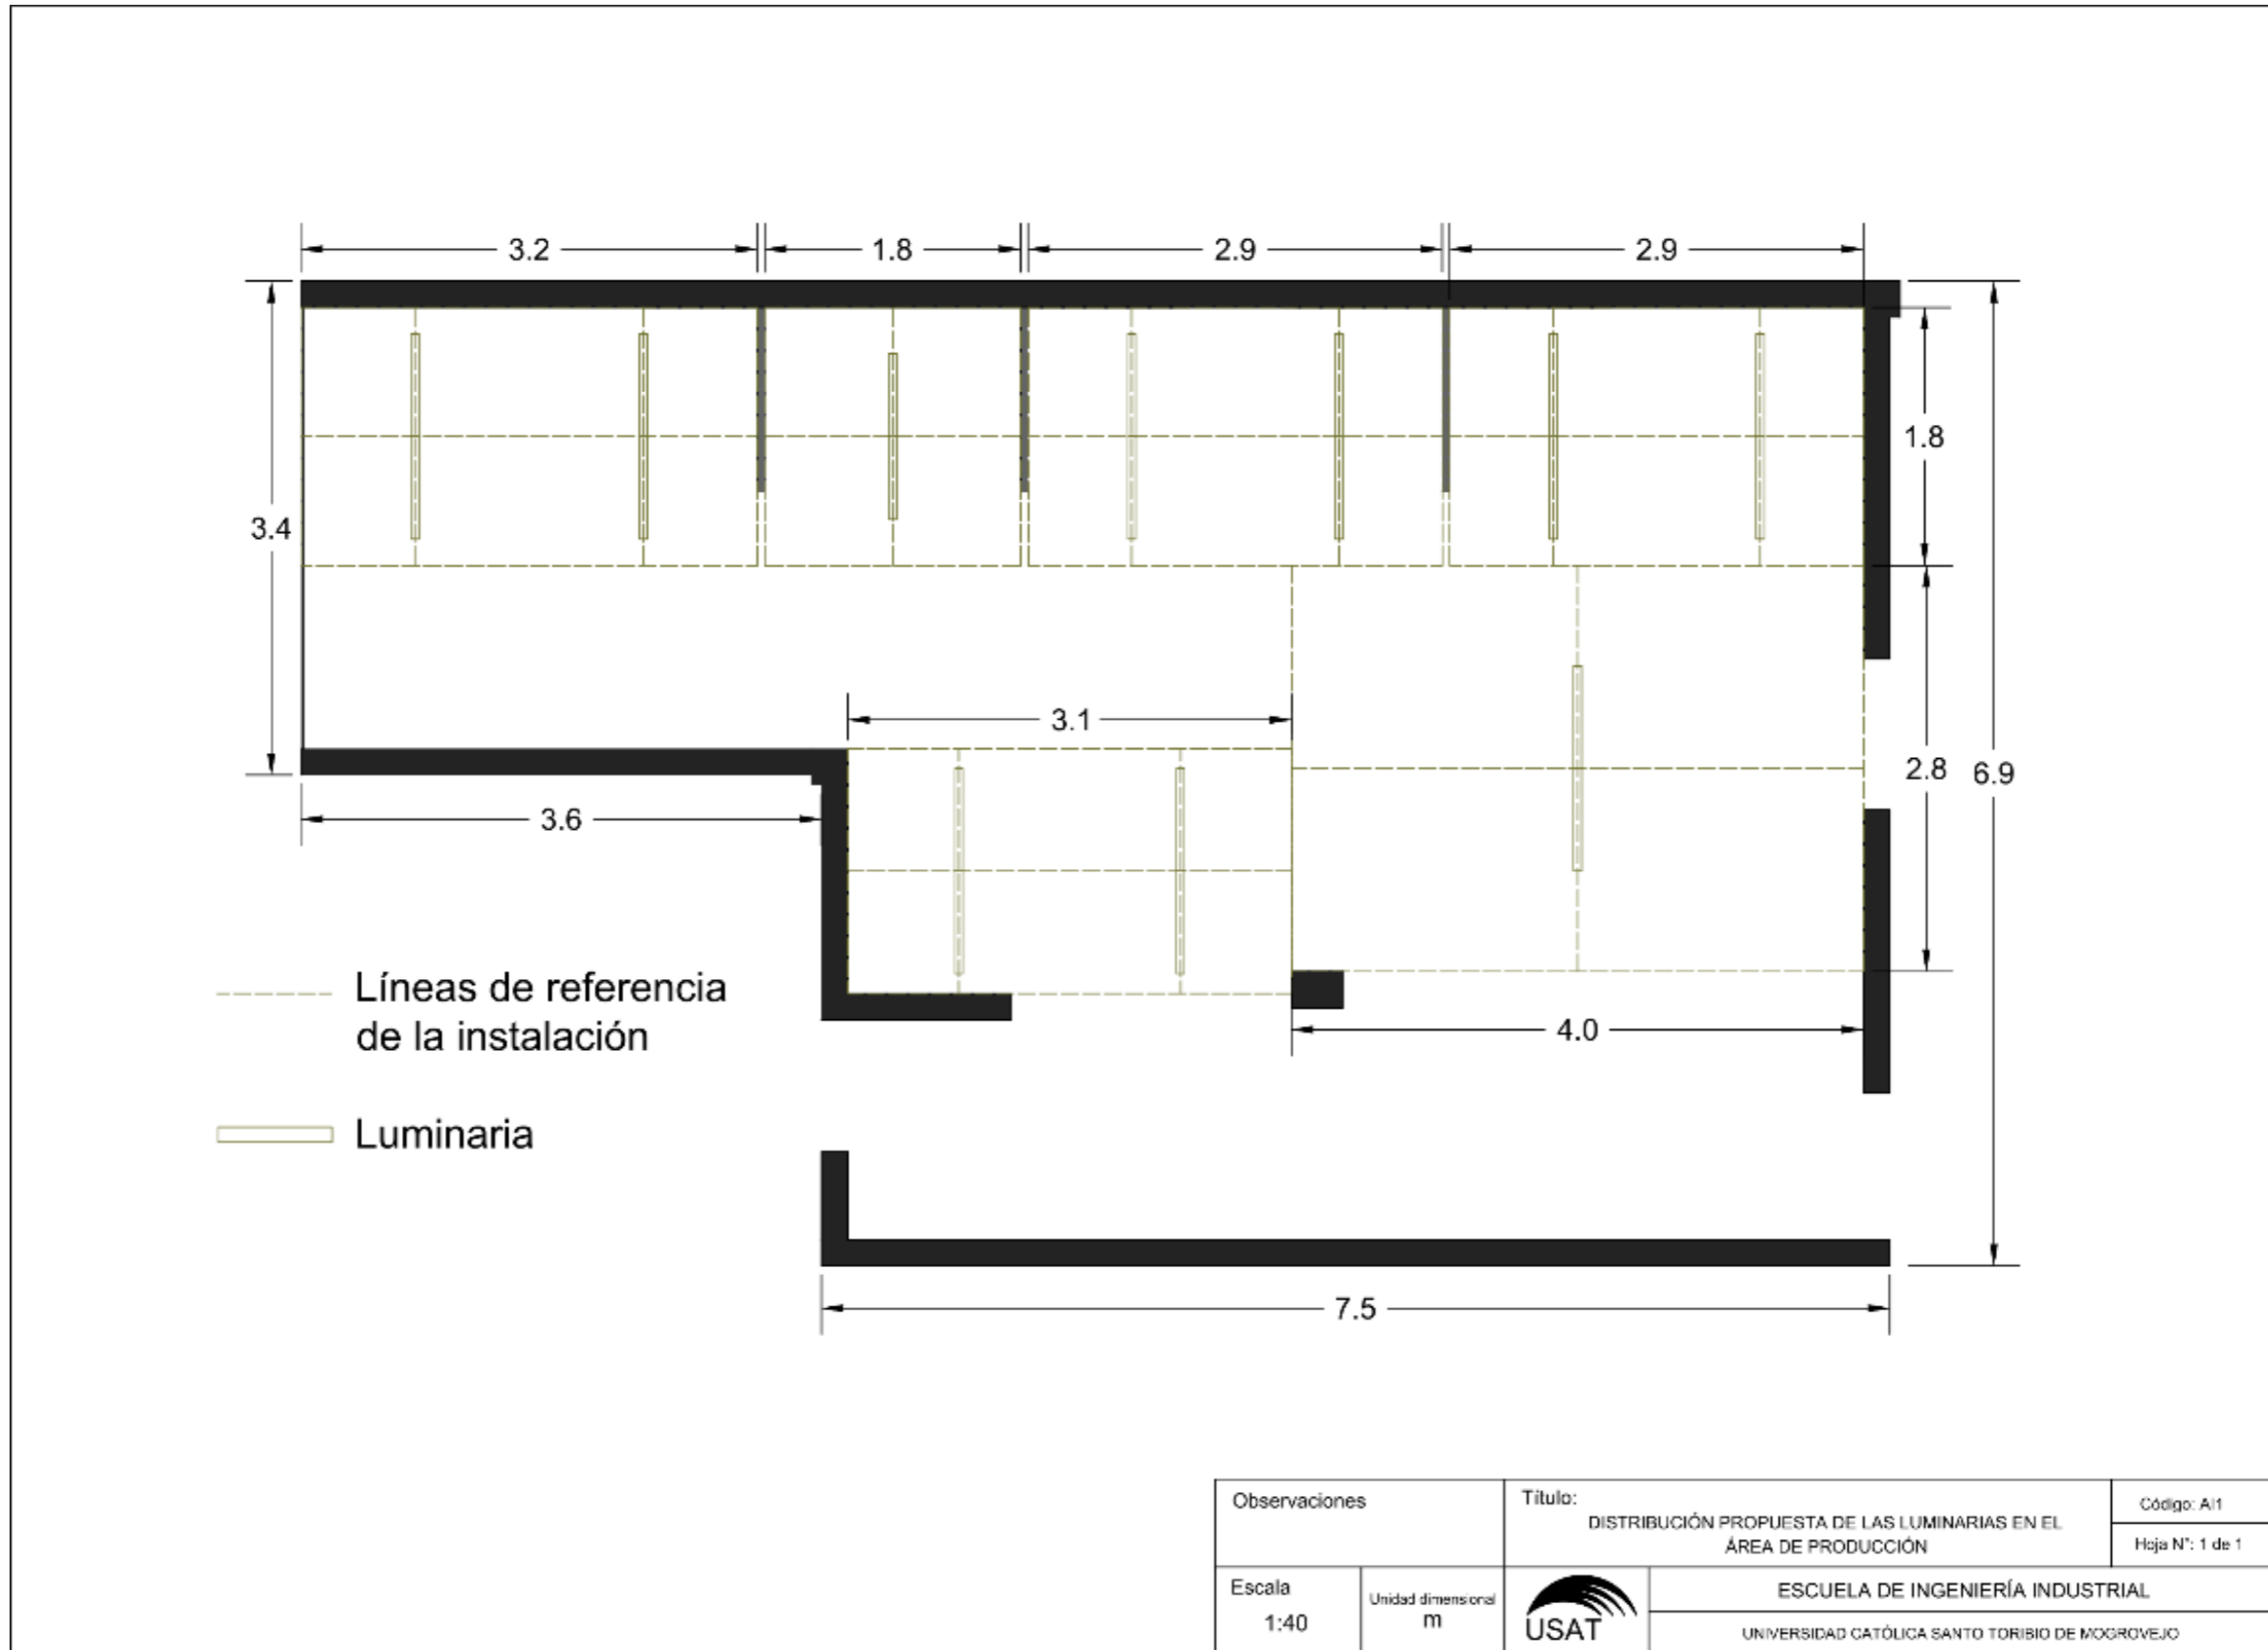 3.2
1.8
2.9
2.9
3.4
1.8
3.1
2.8
6.9
3.6
Líneas de referencia
de la instalación
4.0
Luminaria
7.5
Observaciones
Título:
DISTRIBUCIÓN PROPUESTA DE LAS LUMINARIAS EN EL
ÁREA DE PRODUCCIÓN
Código: AI1
Hoja N°: 1 de 1
Escala
1:40
Unidad dimensional
m
USAT
ESCUELA DE INGENIERÍA INDUSTRIAL
UNIVERSIDAD CATÓLICA SANTO TORIBIO DE MOGROVEJO